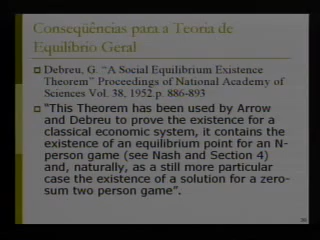 Conseqüências para a Teoria de
Equilíbrio Geral
Debreu, G. “A Social Equilibrium Existence
Theorem” Proceedings of National Academy of
Sciences Vol. 38, 1952.p. 886-893
“This Theorem has been used by Arrow
and Debreu to prove the existence for a
classical economic system, it contains the
existence of an equilibrium point for an N-
person game (see Nash and Section 4)
and, naturally, as a still more particular
case the existence of a solution for a zero-
sum two person game”.